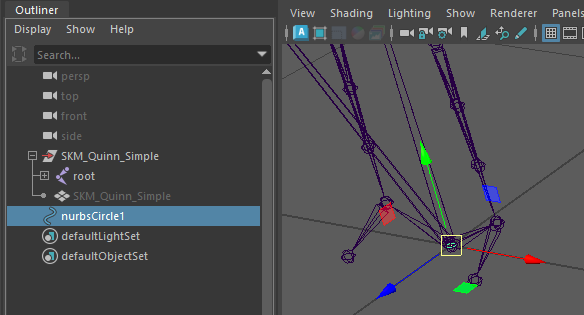 Outliner
Display Show Help
Search...
persp
top
front
side
SKM_Quinn_Simple
root
SKM_Quinn_Simple
nurbsCircle1
defaultLightSet
defaultObjectSet
View Shading Lighting Show Renderer Panels
A